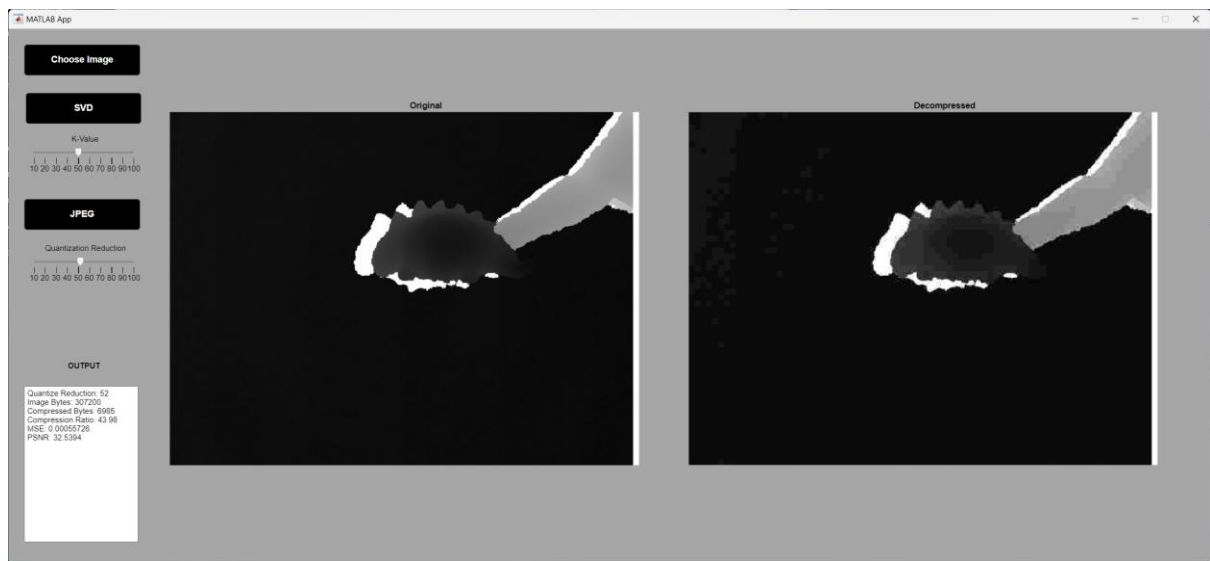 MATLAB App
Choose Image
SVD
K-Value
10 20 30 40 50 60 70 80 90 100
JPEG
Quantization Reduction
10 20 30 40 50 60 70 80 90 100
OUTPUT
Quantize Reduction: 52
Image Bytes: 307200
Compressed Bytes: 6985
Compression Ratio: 43.98
MSE: 0.00055726
PSNR: 32.5394
Original
Decompressed